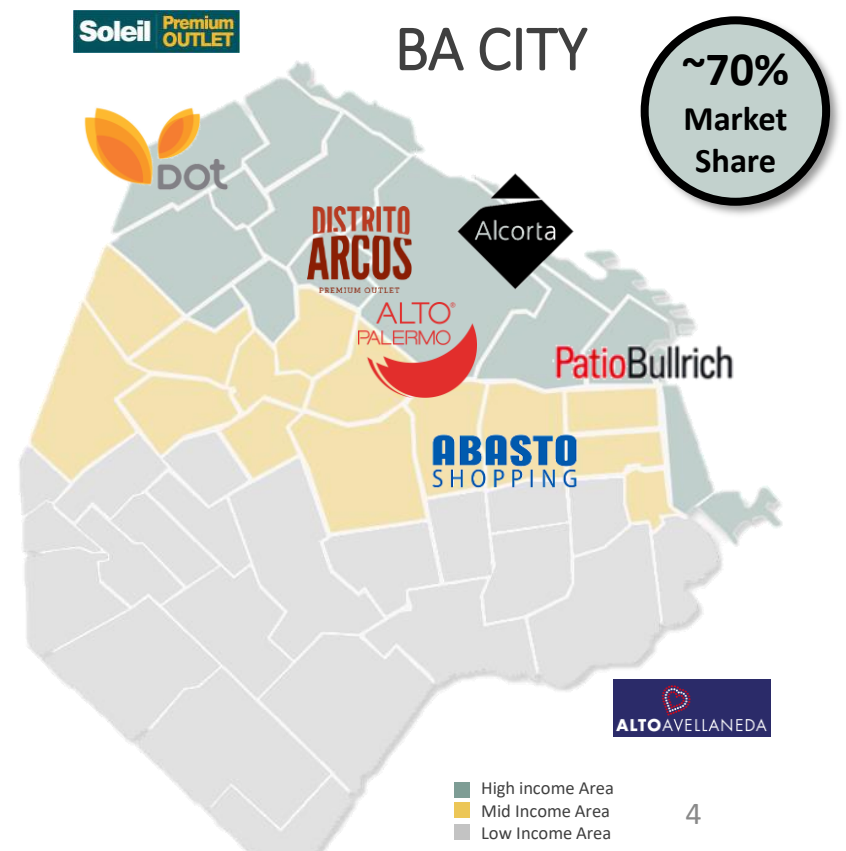 Soleil Premium
OUTLET
BA CITY
~70%
Market
Share
DOT
DISTRITO
ARCOS
PREMIUM OUTLET
Alcorta
ALTO®
PALERMO
PatioBullrich
ABASTO
SHOPPING
ALTOAVELLANEDA
High income Area
Mid Income Area
Low Income Area
4